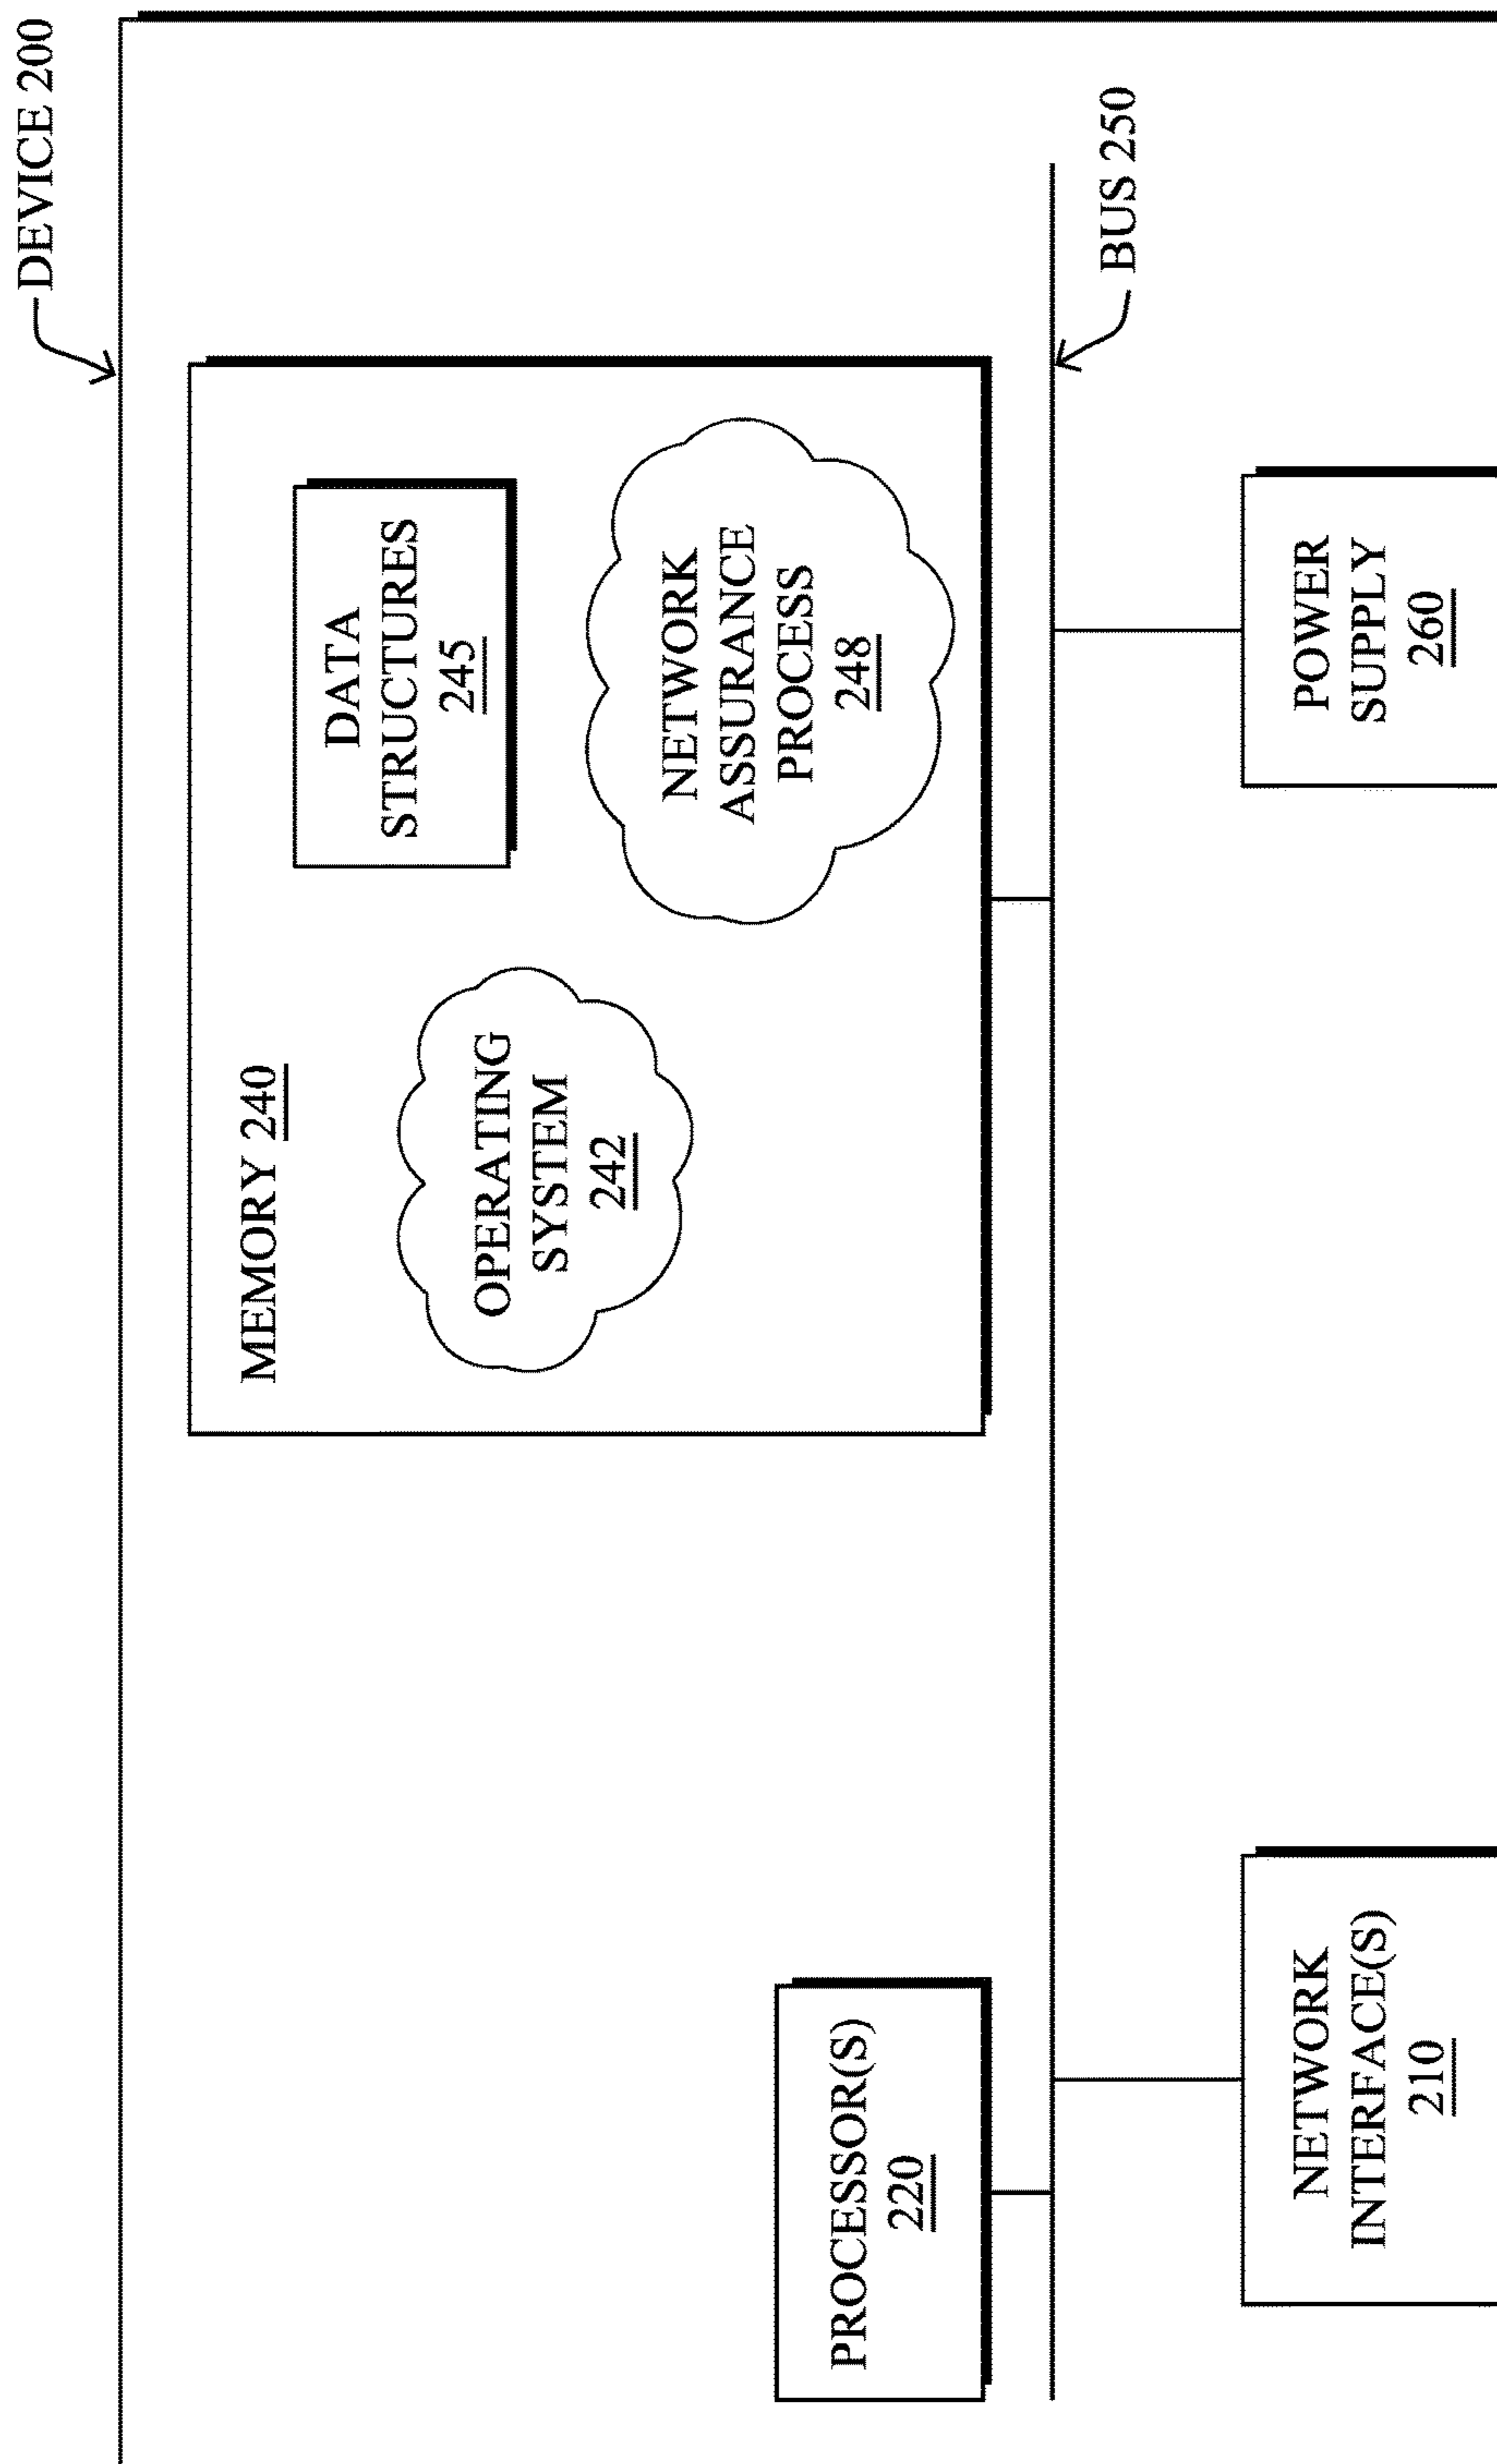 DEVICE 200
MEMORY 240
OPERATING
SYSTEM
242
DATA
STRUCTURES
245
NETWORK
ASSURANCE
PROCESS
248
PROCESSOR(S)
220
BUS 250
NETWORK
INTERFACE(S)
210
POWER
SUPPLY
260